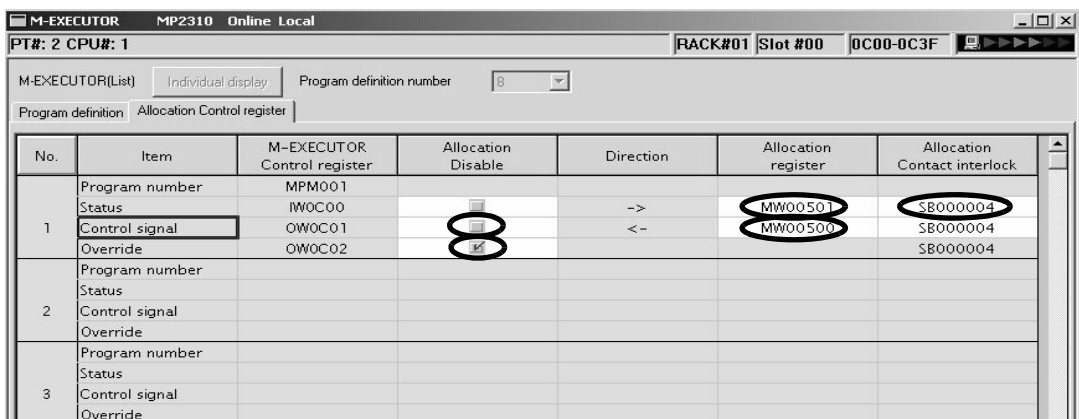 M-EXECUTOR MP2310 Online Local
PT#: 2 CPU#: 1 RACK#01 Slot #00 0C00-0C3F
M-EXECUTOR(List) Individual display Program definition number 8
Program definition Allocation Control register
No. Item M-EXECUTOR Control register Allocation Disable Direction Allocation register Allocation Contact interlock
1
Program number MPM001
Status IW0C00 -> MW00501 SB000004
Control signal OW0C01 <- MW00500 SB000004
Override OW0C02 SB000004
2
Program number
Status
Control signal
Override
3
Program number
Status
Control signal
Override